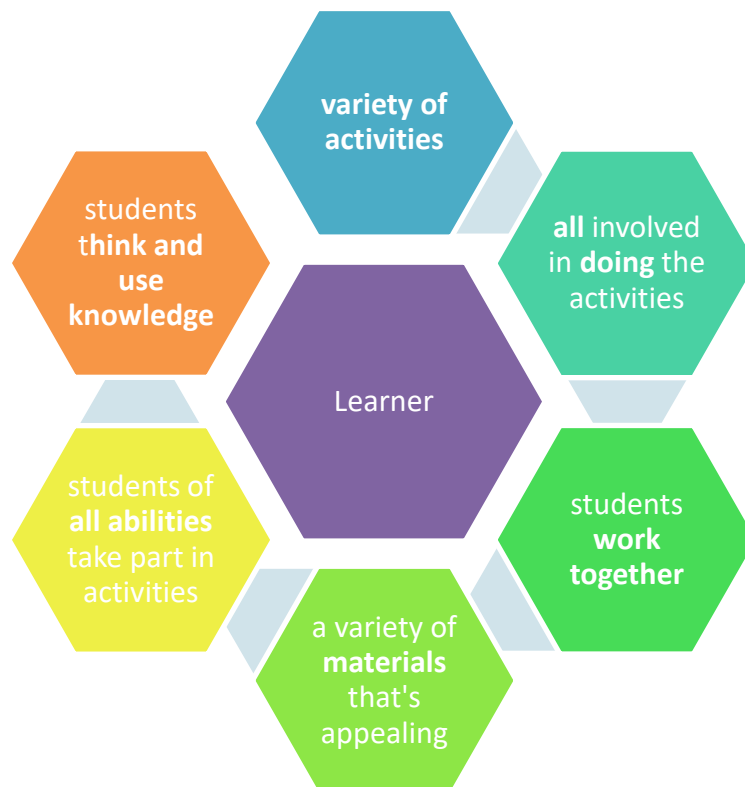 variety of
activities
all involved
in doing the
activities
students
work
together
a variety of
materials
that's
appealing
students of
all abilities
take part in
activities
students
think and
use
knowledge
Learner